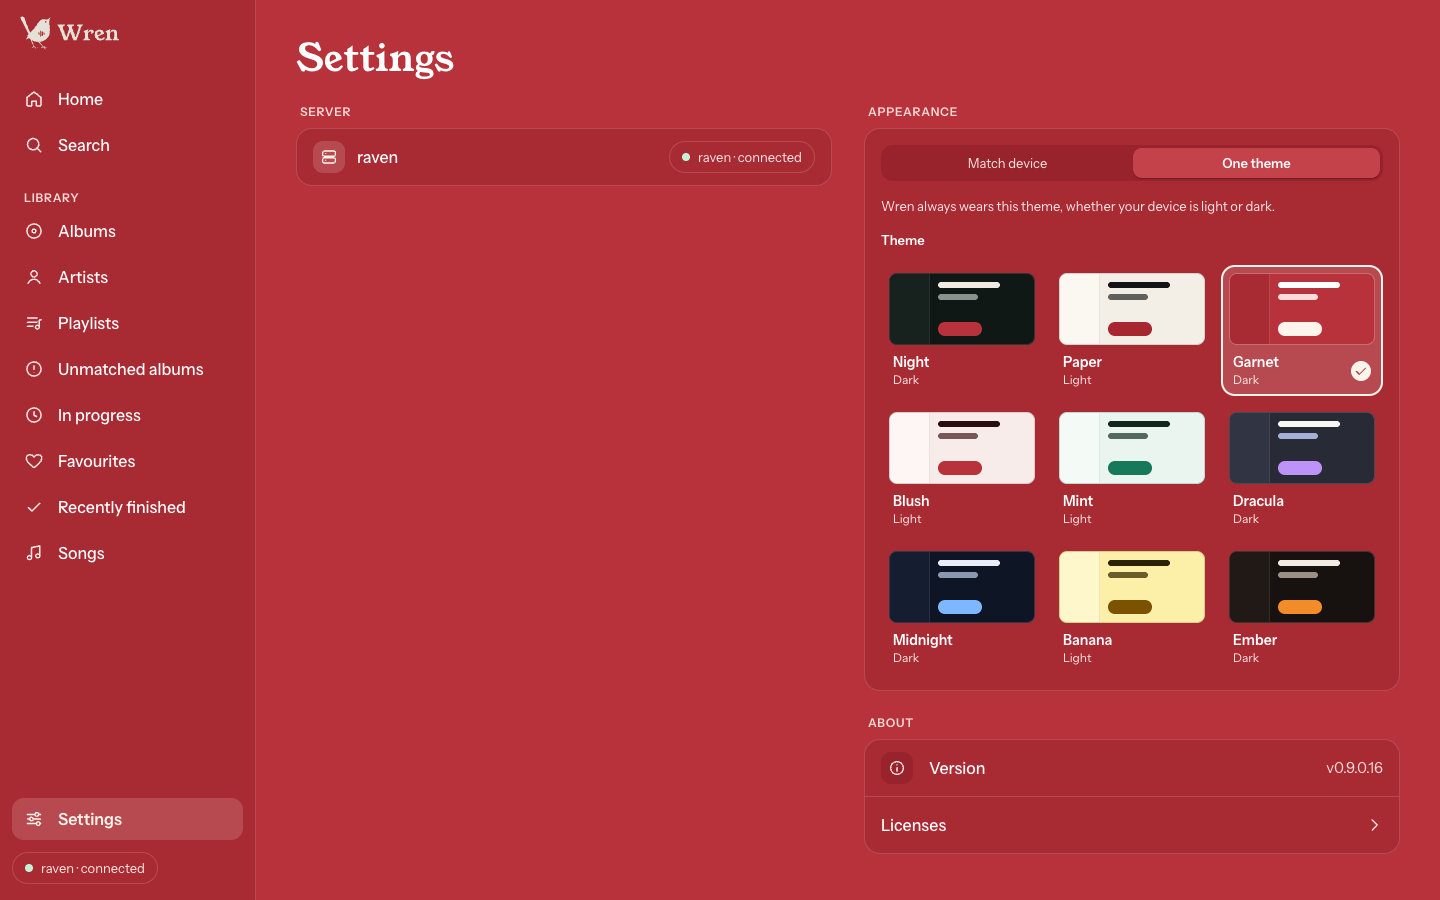 Wren
Home
Search
LIBRARY
Albums
Artists
Playlists
Unmatched albums
In progress
Favourites
Recently finished
Songs
Settings
raven · connected
Settings
SERVER
raven
raven · connected
APPEARANCE
Match device
One theme
Wren always wears this theme, whether your device is light or dark.
Theme
Night
Dark
Paper
Light
Garnet
Dark
Blush
Light
Mint
Light
Dracula
Dark
Midnight
Dark
Banana
Light
Ember
Dark
ABOUT
Version
v0.9.0.16
Licenses